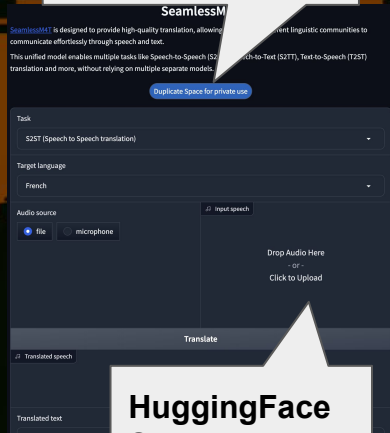 SeamlessM
SeamlessM4T is designed to provide high-quality translation, allowing rent linguistic communities to
communicate effortlessly through speech and text.
This unified model enables multiple tasks like Speech-to-Speech (S2 ech-to-Text (S2TT), Text-to-Speech (T2ST)
translation and more, without relying on multiple separate models.
Duplicate Space for private use
Task
S2ST (Speech to Speech translation)
Target language
French
Audio source
Input speech
file microphone
Drop Audio Here
- or -
Click to Upload
Translate
Translated speech
HuggingFace
Translated text